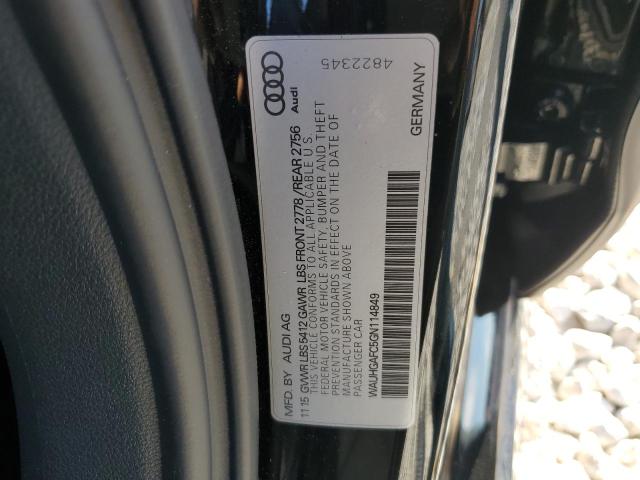 MFD. BY AUDI AG
11 15 GVWR LBS 5412 GAWR LBS FRONT 2778 /REAR 2756
THIS VEHICLE CONFORMS TO ALL APPLICABLE U.S.
FEDERAL MOTOR VEHICLE SAFETY, BUMPER AND THEFT
PREVENTION STANDARDS IN EFFECT ON THE DATE OF
MANUFACTURE SHOWN ABOVE
PASSENGER CAR
WAUHGAFC5GN114849
GERMANY
Audi
4822345